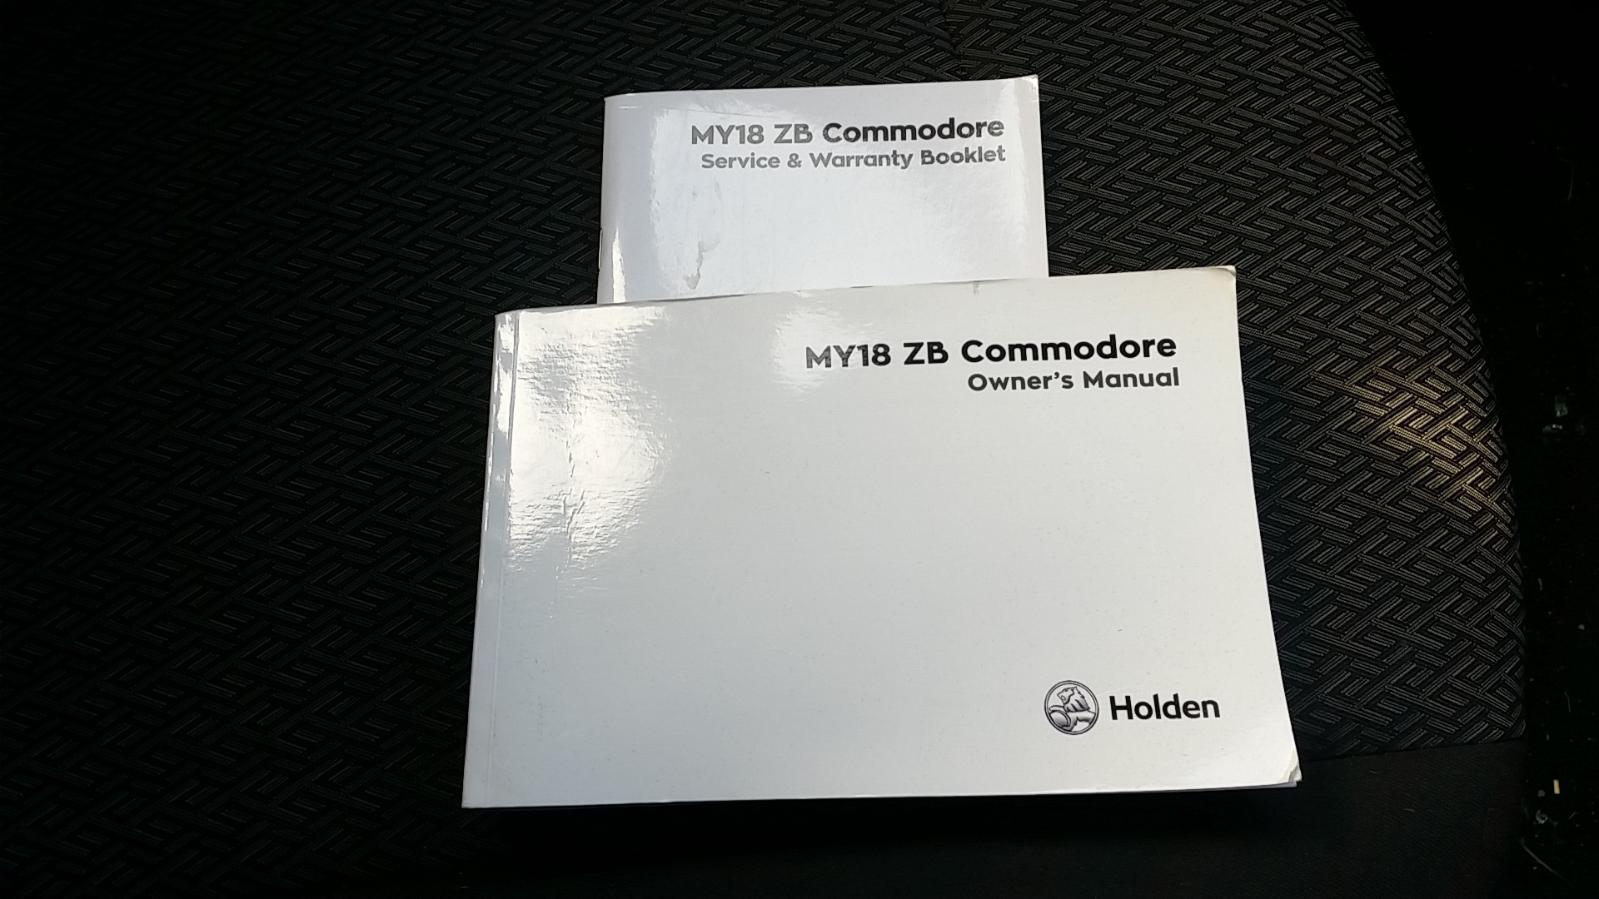 MY18 ZB Commodore
Service & Warranty Booklet
MY18 ZB Commodore
Owner's Manual
Holden